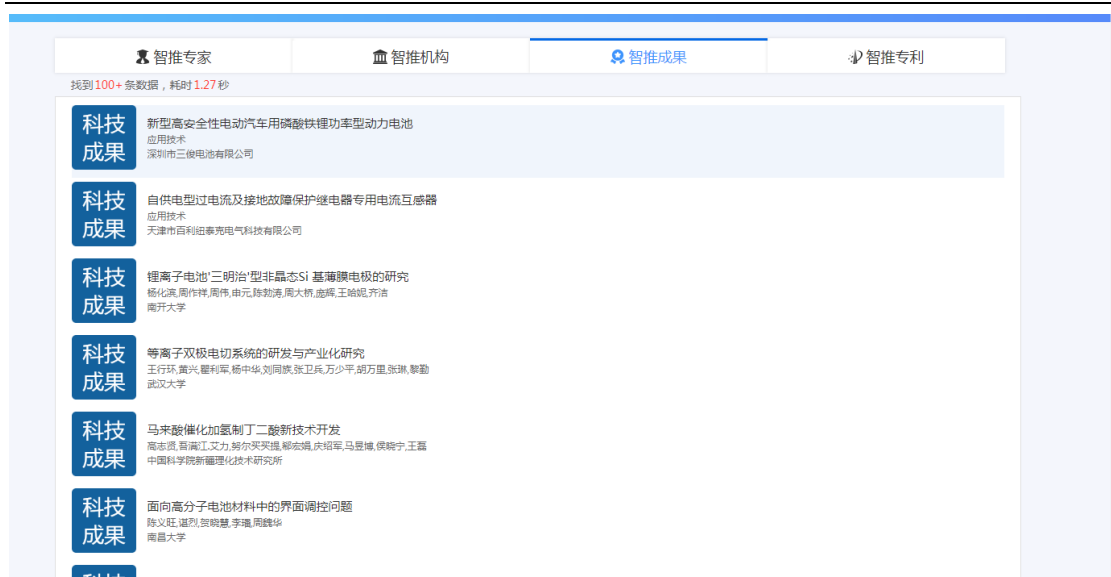 智推专家
智推机构
智推成果
智推专利
找到100+条数据，耗时1.27秒
科技
成果
新型高安全性电动汽车用磷酸铁锂功率型动力电池
应用技术
深圳市三俊电池有限公司
科技
成果
自供电型过电流及接地故障保护继电器专用电流互感器
应用技术
天津市百利纽泰克电气科技有限公司
科技
成果
锂离子电池'三明治'型非晶态Si 基薄膜电极的研究
杨化滨,周作祥,周伟,申元,陈勃涛,周大桥,庞辉,王哈妮,齐洁
南开大学
科技
成果
等离子双极电切系统的研发与产业化研究
王行环,黄兴,瞿利军,杨中华,刘同族,张卫兵,万少平,胡万里,张琳,黎勤
武汉大学
科技
成果
马来酸催化加氢制丁二酸新技术开发
高志贤,吾满江.艾力,努尔买买提,郗宏娟,庆绍军,马昱博,侯晓宁,王磊
中国科学院新疆理化技术研究所
科技
成果
面向高分子电池材料中的界面调控问题
陈义旺,谌烈,贺晓慧,李璠,周魏华
南昌大学